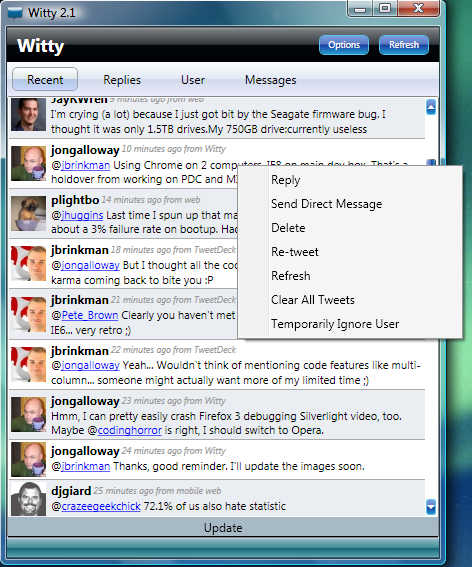 Witty 2.1
Witty
Options
Refresh
Recent
Replies
User
Messages
JayKWren 9 minutes ago from web
I'm crying (a lot) because I just got bit by the Seagate firmware bug. I
thought it was only 1.5TB drives.My 750GB drive:currently useless
jongalloway 10 minutes ago from Witty
@jbrinkman Using Chrome on 2 computers, IE8 on main dev box. That's a
holdover from working on PDC and
plightbo 14 minutes ago from web
@jhuggins Last time I spun up that
about a 3% failure rate on bootup.
jbrinkman 18 minutes ago from TweetDeck
@jongalloway But I thought all the
karma coming back to bite you :P
jbrinkman 21 minutes ago from TweetDeck
@Pete_Brown Clearly you haven't met
IE6... very retro ;)
jbrinkman 22 minutes ago from TweetDeck
@jongalloway Yeah... Wouldn't think of mentioning code features like multi-
column... someone might actually want more of my limited time ;)
jongalloway 23 minutes ago from Witty
Hmm, I can pretty easily crash Firefox 3 debugging Silverlight video, too.
Maybe @codinghorror is right, I should switch to Opera.
jongalloway 24 minutes ago from Witty
@jbrinkman Thanks, good reminder. I'll update the images soon.
djgiard 25 minutes ago from mobile web
@crazeegeekchick 72.1% of us also hate statistic
Update
Reply
Send Direct Message
Delete
Re-tweet
Refresh
Clear All Tweets
Temporarily Ignore User